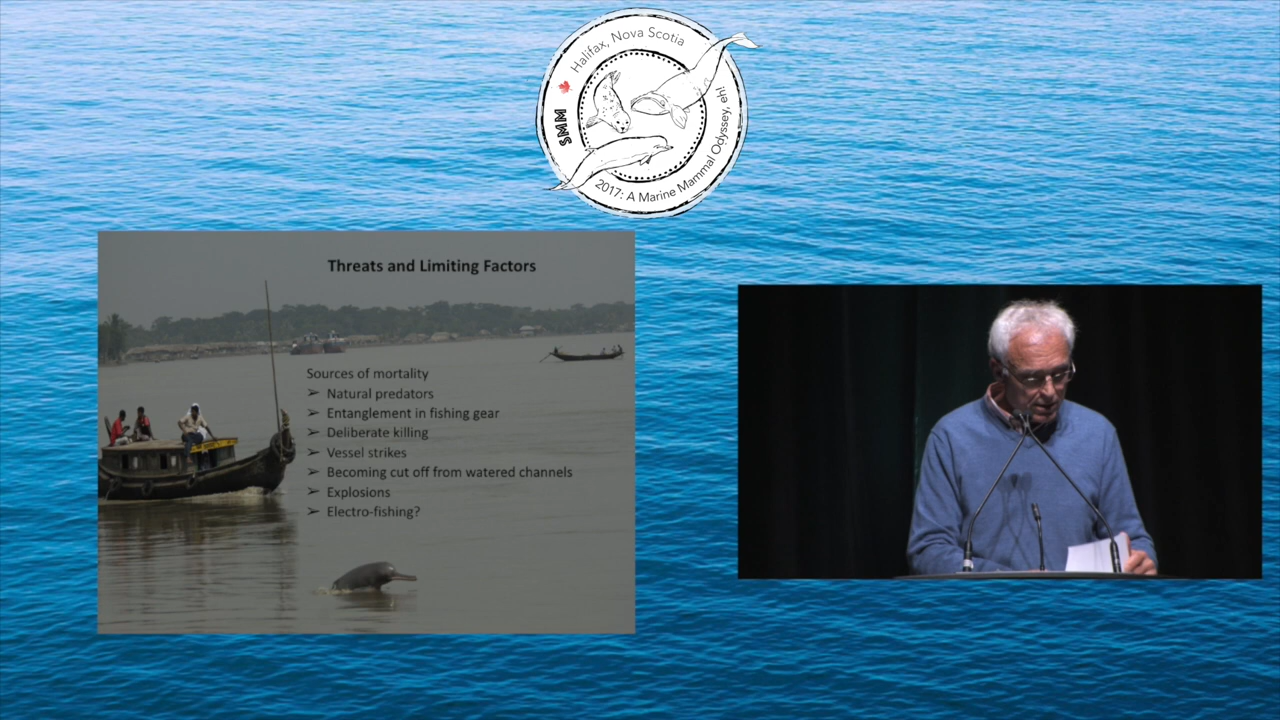 Halifax, Nova Scotia
SMM
2017: A Marine Mammal Odyssey, eh!
Threats and Limiting Factors
Sources of mortality
➢ Natural predators
➢ Entanglement in fishing gear
➢ Deliberate killing
➢ Vessel strikes
➢ Becoming cut off from watered channels
➢ Explosions
➢ Electro-fishing?